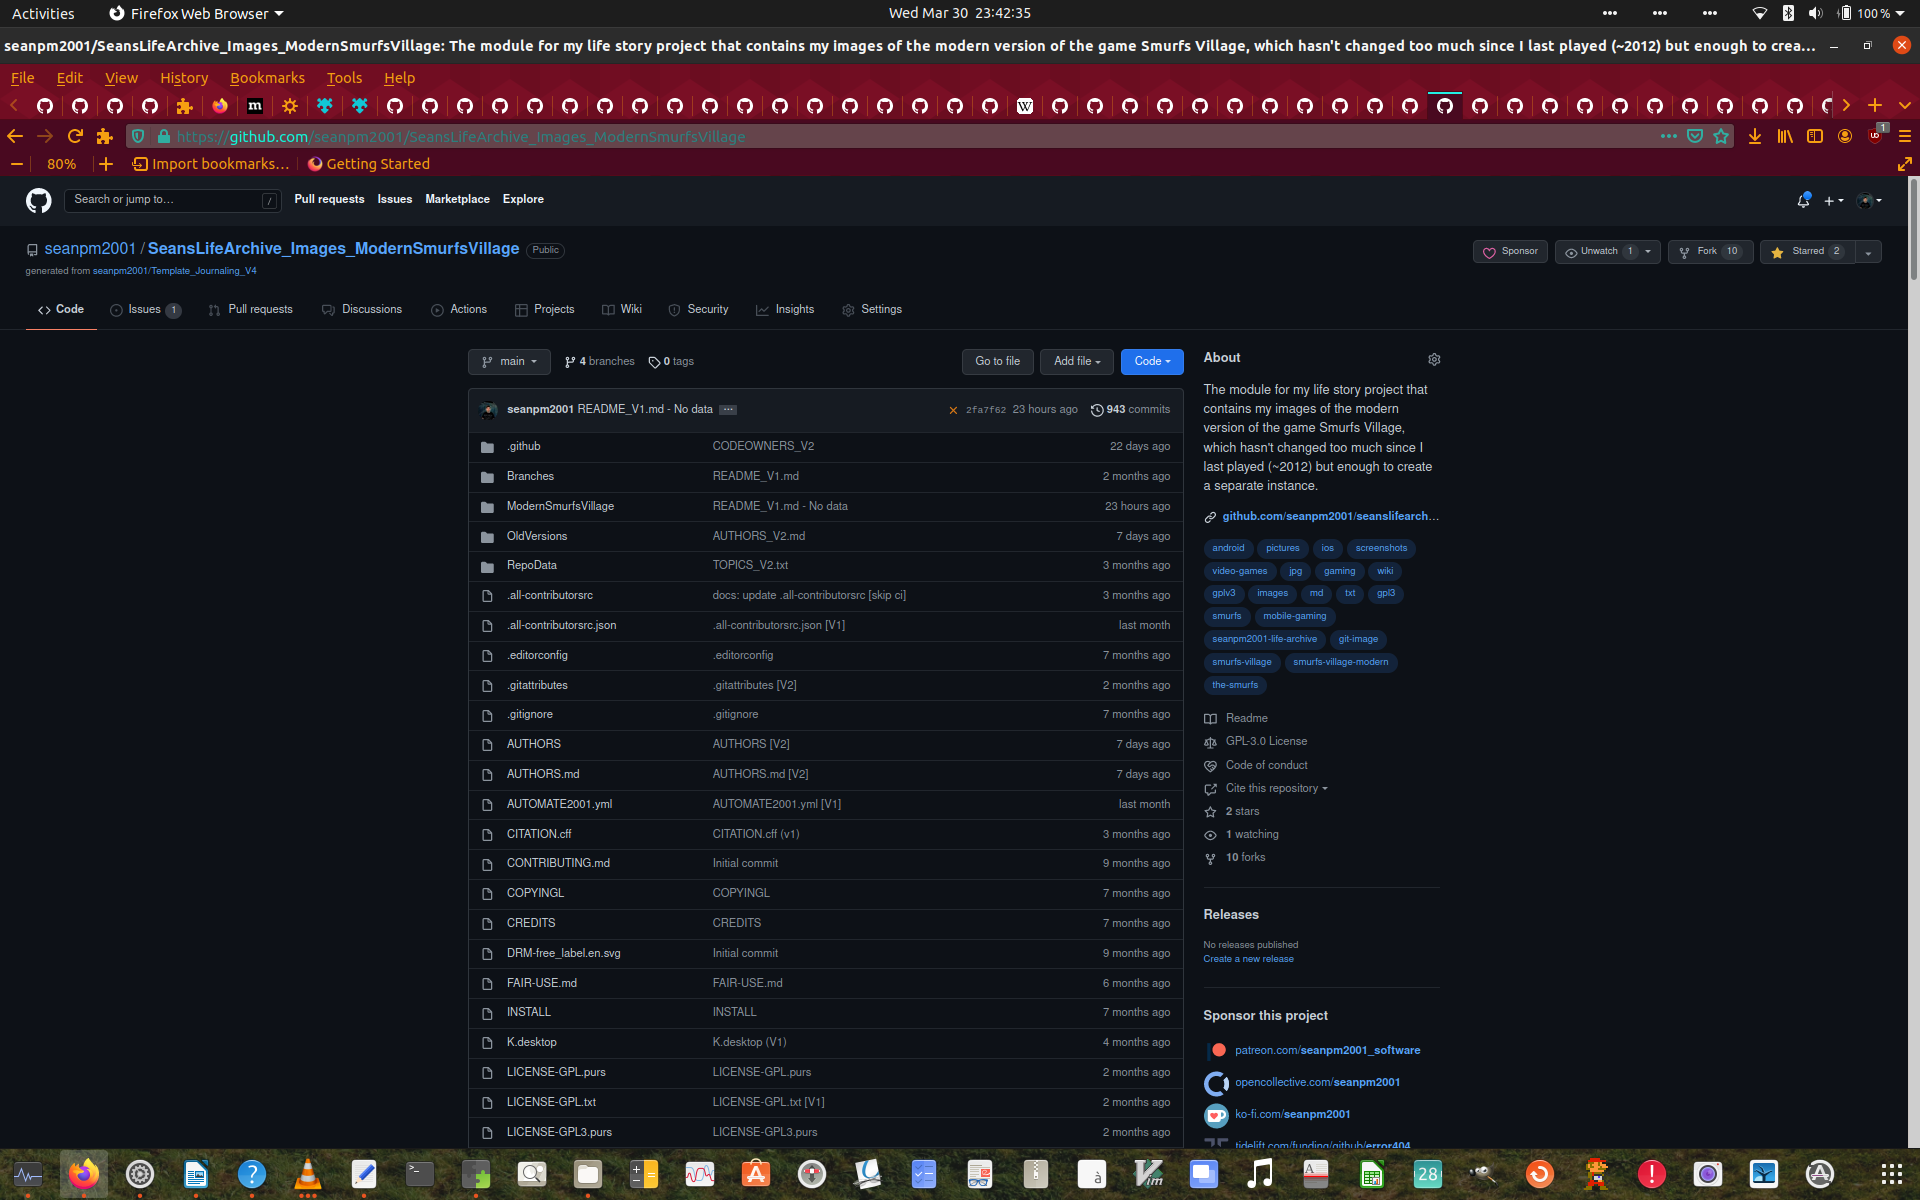 Activities
Firefox Web Browser
Wed Mar 30 23:42:35
100 %
seanpm2001/SeansLifeArchive_Images_ModernSmurfsVillage: The module for my life story project that contains my images of the modern version of the game Smurfs Village, which hasn't changed too much since I last played (~2012) but enough to crea…
File Edit View History Bookmarks Tools Help
https://github.com/seanpm2001/SeansLifeArchive_Images_ModernSmurfsVillage
1
80%
Import bookmarks…
Getting Started
Search or jump to…
/
Pull requests
Issues
Marketplace
Explore
seanpm2001 / SeansLifeArchive_Images_ModernSmurfsVillage
Public
Sponsor
Unwatch 1
Fork 10
Starred 2
generated from seanpm2001/Template_Journaling_V4
Code
Issues 1
Pull requests
Discussions
Actions
Projects
Wiki
Security
Insights
Settings
main
4 branches
0 tags
Go to file
Add file
Code
seanpm2001 README_V1.md - No data
2fa7f62 23 hours ago
943 commits
.github CODEOWNERS_V2 22 days ago
Branches README_V1.md 2 months ago
ModernSmurfsVillage README_V1.md - No data 23 hours ago
OldVersions AUTHORS_V2.md 7 days ago
RepoData TOPICS_V2.txt 3 months ago
.all-contributorsrc docs: update .all-contributorsrc [skip ci] 3 months ago
.all-contributorsrc.json .all-contributorsrc.json [V1] last month
.editorconfig .editorconfig 7 months ago
.gitattributes .gitattributes [V2] 2 months ago
.gitignore .gitignore 7 months ago
AUTHORS AUTHORS [V2] 7 days ago
AUTHORS.md AUTHORS.md [V2] 7 days ago
AUTOMATE2001.yml AUTOMATE2001.yml [V1] last month
CITATION.cff CITATION.cff (v1) 3 months ago
CONTRIBUTING.md Initial commit 9 months ago
COPYINGL COPYINGL 7 months ago
CREDITS CREDITS 7 months ago
DRM-free_label.en.svg Initial commit 9 months ago
FAIR-USE.md FAIR-USE.md 6 months ago
INSTALL INSTALL 7 months ago
K.desktop K.desktop (V1) 4 months ago
LICENSE-GPL.purs LICENSE-GPL.purs 2 months ago
LICENSE-GPL.txt LICENSE-GPL.txt [V1] 2 months ago
LICENSE-GPL3.purs LICENSE-GPL3.purs 2 months ago
About
The module for my life story project that
contains my images of the modern
version of the game Smurfs Village,
which hasn't changed too much since I
last played (~2012) but enough to create
a separate instance.
github.com/seanpm2001/seanslifearch…
android pictures ios screenshots
video-games jpg gaming wiki
gplv3 images md txt gpl3
smurfs mobile-gaming
seanpm2001-life-archive git-image
smurfs-village smurfs-village-modern
the-smurfs
Readme
GPL-3.0 License
Code of conduct
Cite this repository
2 stars
1 watching
10 forks
Releases
No releases published
Create a new release
Sponsor this project
patreon.com/seanpm2001_software
opencollective.com/seanpm2001
ko-fi.com/seanpm2001
tidelift.com/funding/github/error404
28